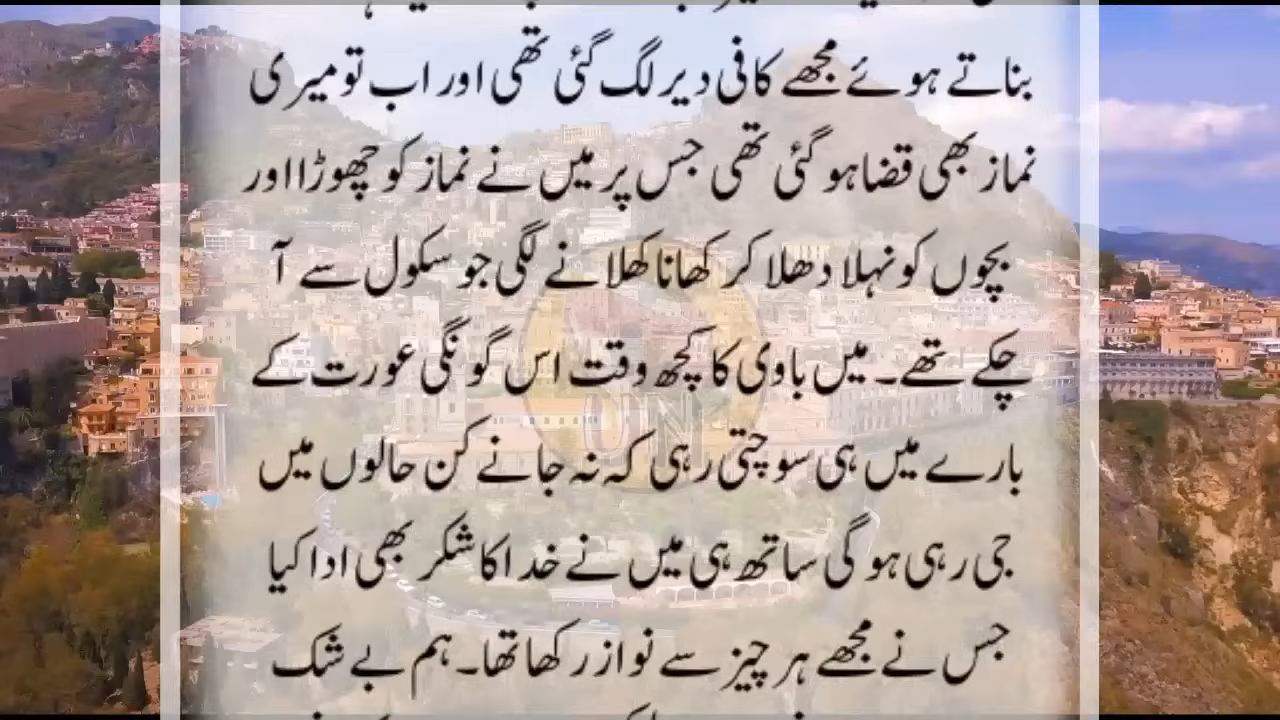 بناتے ہوئے مجھے کافی دیر لگ گئی تھی اور اب تو میری
نماز بھی قضا ہو گئی تھی جس پر میں نے نماز کو چھوڑا اور
بچوں کو نہلا دھلا کر کھانا کھلانے لگی جو سکول سے آ
چکے تھے۔ میں باوی کا کچھ وقت اس گونگی عورت کے
بارے میں ہی سوچتی رہی کہ نہ جانے کن حالوں میں
جی رہی ہو گی ساتھ ہی میں نے خدا کا شکر بھی ادا کیا
جس نے مجھے ہر چیز سے نواز رکھا تھا۔ ہم بے شک
UN